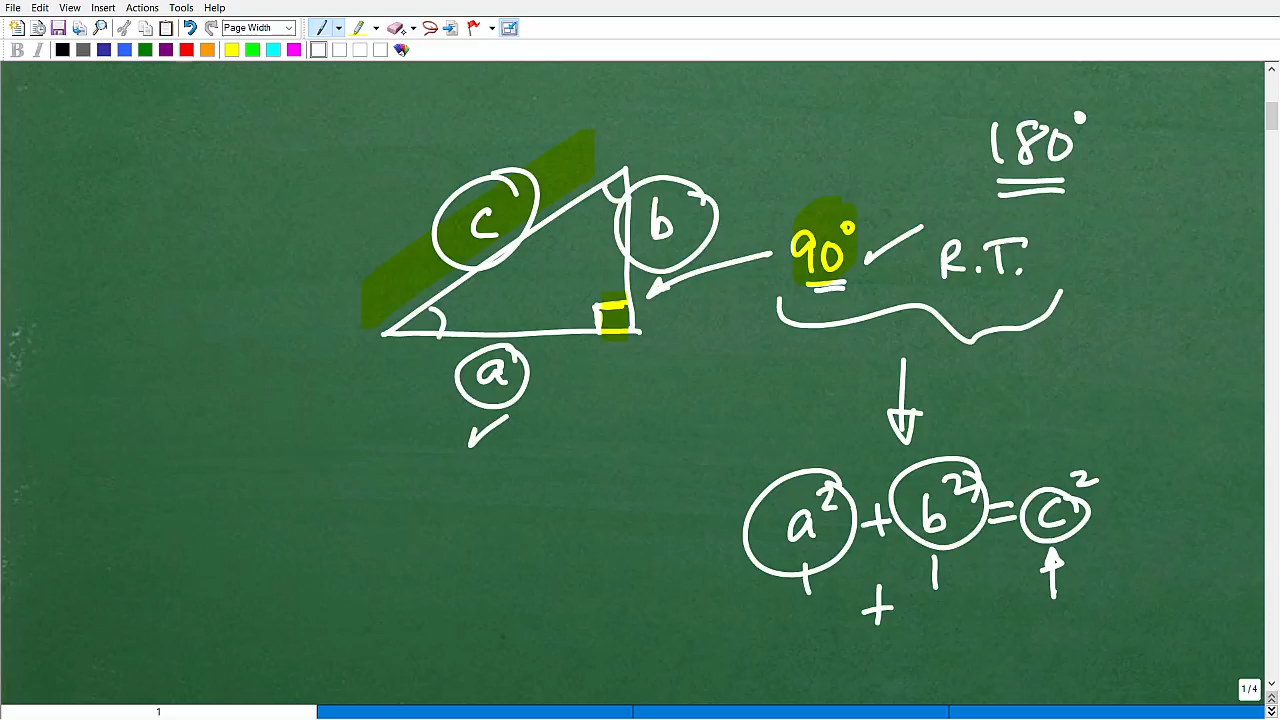 File Edit View Insert Actions Tools Help
Page Width
B I
180°
c
b
90°
R.T.
a
a² + b² = c²
+
1/4
1